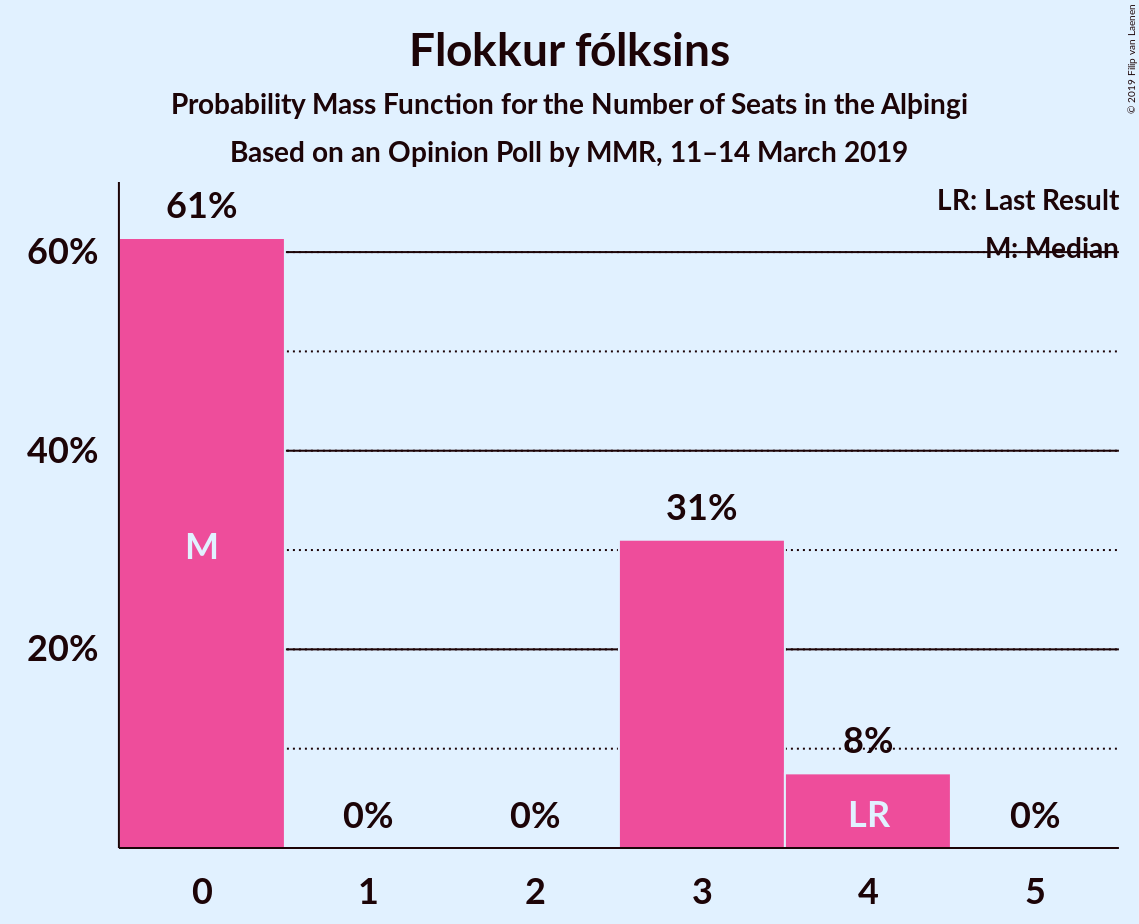 Flokkur fólksins
Probability Mass Function for the Number of Seats in the Alþingi
Based on an Opinion Poll by MMR, 11–14 March 2019
© 2019 Filip van Laenen
LR: Last Result
M: Median
61%
60%
40%
20%
M
31%
8%
LR
0%
0%
0%
0 1 2 3 4 5